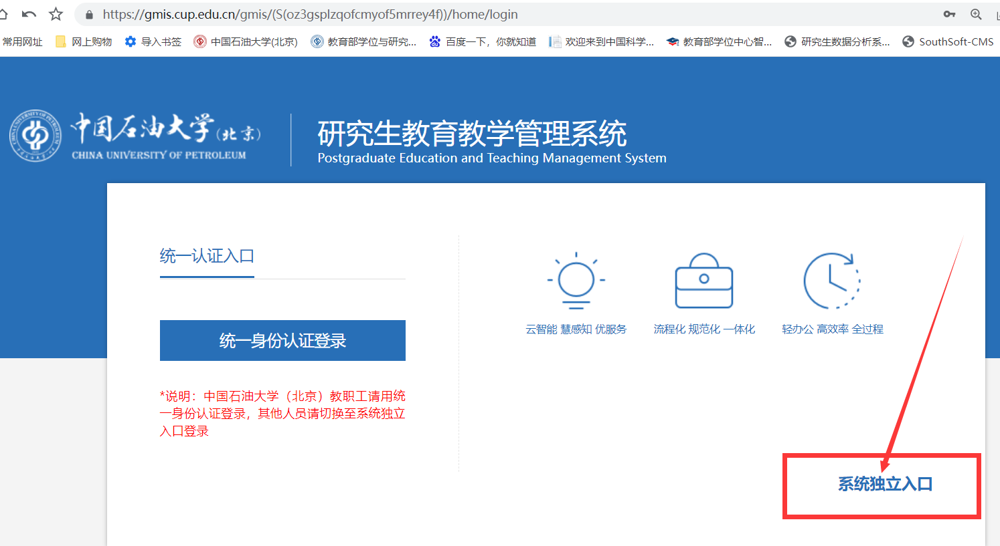 https://gmis.cup.edu.cn/gmis/(S(oz3gsplzqofcmyof5mrrey4f))/home/login
常用网址 网上购物 导入书签 中国石油大学(北京) 教育部学位与研究... 百度一下，你就知道 欢迎来到中国科学... 教育部学位中心智... 研究生数据分析系... SouthSoft-CMS
中国石油大学(北京)
CHINA UNIVERSITY OF PETROLEUM
研究生教育教学管理系统
Postgraduate Education and Teaching Management System
统一认证入口
统一身份认证登录
*说明：中国石油大学（北京）教职工请用统
一身份认证登录，其他人员请切换至系统独立
入口登录
云智能 慧感知 优服务
流程化 规范化 一体化
轻办公 高效率 全过程
系统独立入口